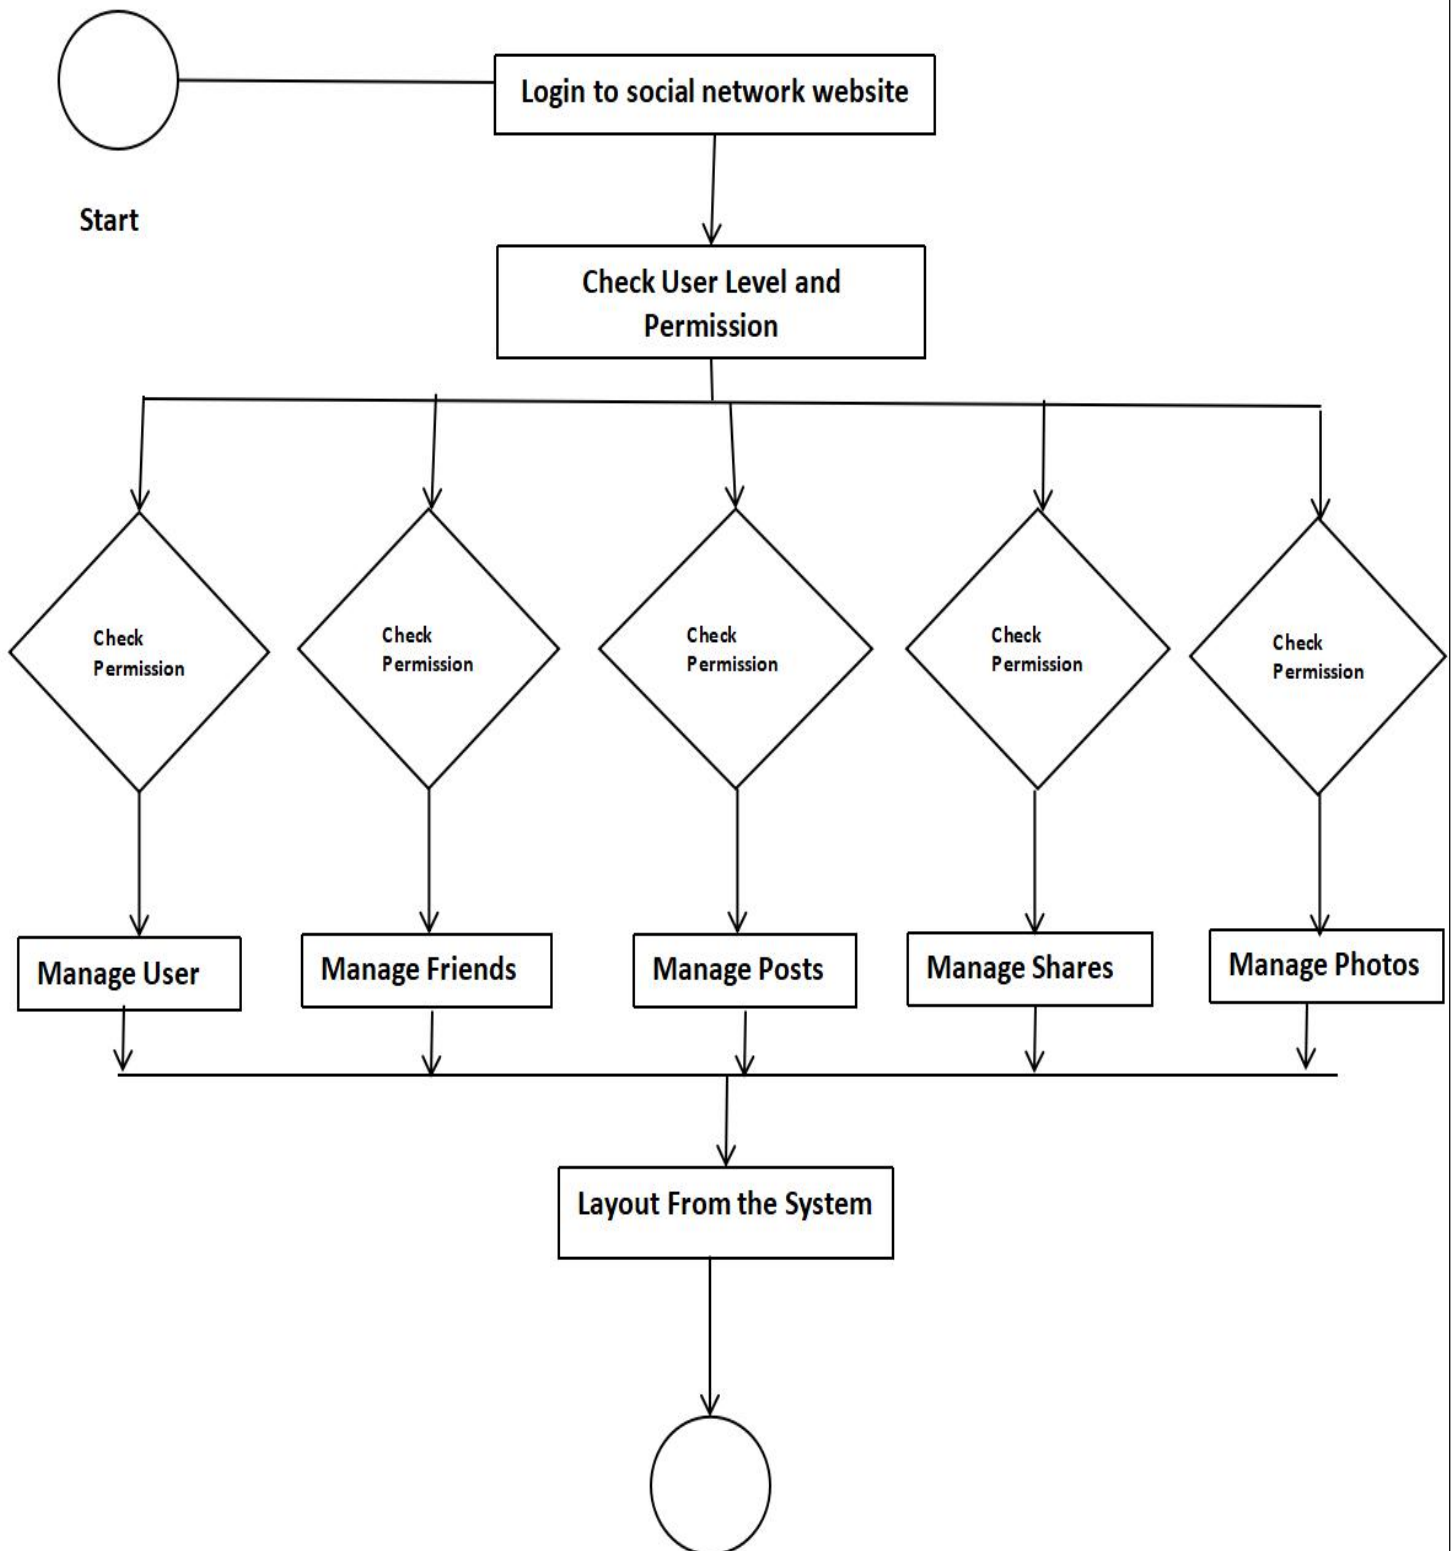 Login to social network website
Start
Check User Level and
Permission
Check
Permission
Check
Permission
Check
Permission
Check
Permission
Check
Permission
Manage User
Manage Friends
Manage Posts
Manage Shares
Manage Photos
Layout From the System